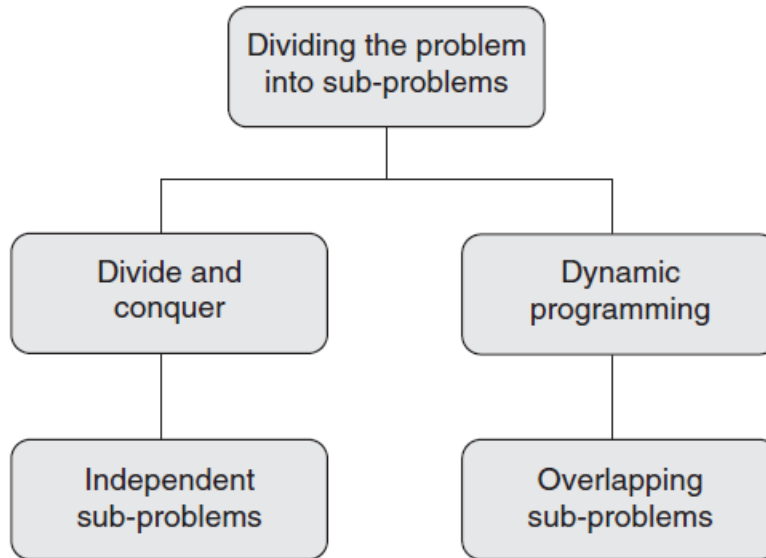 Dividing the problem
into sub-problems
Divide and
conquer
Dynamic
programming
Independent
sub-problems
Overlapping
sub-problems